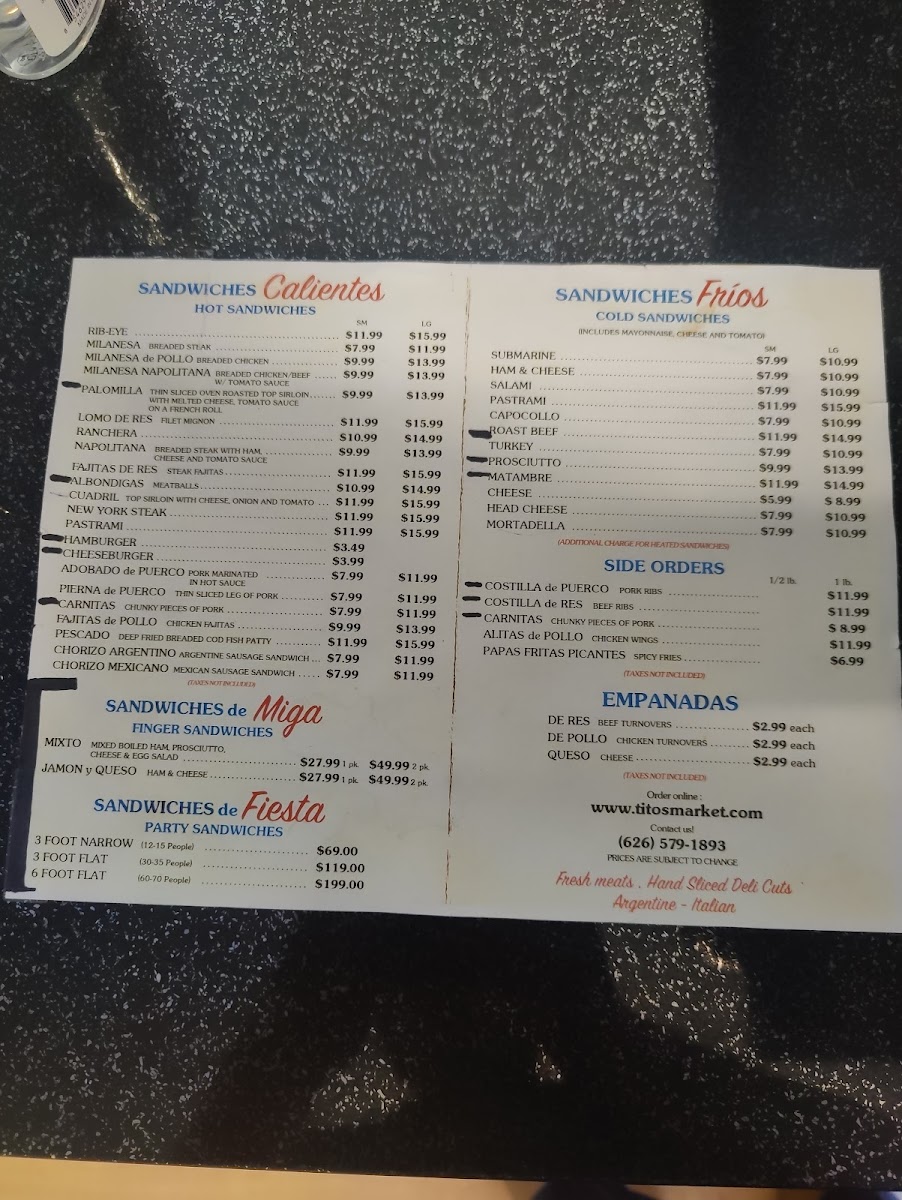 SANDWICHES Calientes
HOT SANDWICHES
SM LG
RIB-EYE $11.99 $15.99
MILANESA BREADED STEAK $7.99 $11.99
MILANESA de POLLO BREADED CHICKEN $9.99 $13.99
MILANESA NAPOLITANA BREADED CHICKEN/BEEF $9.99 $13.99
W/ TOMATO SAUCE
PALOMILLA THIN SLICED OVEN ROASTED TOP SIRLOIN $9.99 $13.99
WITH MELTED CHEESE, TOMATO SAUCE
ON A FRENCH ROLL
LOMO DE RES FILET MIGNON $11.99 $15.99
RANCHERA $10.99 $14.99
NAPOLITANA BREADED STEAK WITH HAM, $9.99 $13.99
CHEESE AND TOMATO SAUCE
FAJITAS DE RES STEAK FAJITAS $11.99 $15.99
ALBONDIGAS MEATBALLS $10.99 $14.99
CUADRIL TOP SIRLOIN WITH CHEESE, ONION AND TOMATO $11.99 $15.99
NEW YORK STEAK $11.99 $15.99
PASTRAMI $11.99 $15.99
HAMBURGER $3.49
CHEESEBURGER $3.99
ADOBADO de PUERCO PORK MARINATED $7.99 $11.99
IN HOT SAUCE
PIERNA de PUERCO THIN SLICED LEG OF PORK $7.99 $11.99
CARNITAS CHUNKY PIECES OF PORK $7.99 $11.99
FAJITAS de POLLO CHICKEN FAJITAS $9.99 $13.99
PESCADO DEEP FRIED BREADED COD FISH PATTY $11.99 $15.99
CHORIZO ARGENTINO ARGENTINE SAUSAGE SANDWICH $7.99 $11.99
CHORIZO MEXICANO MEXICAN SAUSAGE SANDWICH $7.99 $11.99
(TAXES NOT INCLUDED)
SANDWICHES de Miga
FINGER SANDWICHES
MIXTO MIXED BOILED HAM, PROSCIUTTO,
CHEESE & EGG SALAD $27.99 1 pk. $49.99 2 pk.
JAMON y QUESO HAM & CHEESE $27.99 1 pk. $49.99 2 pk.
SANDWICHES de Fiesta
PARTY SANDWICHES
3 FOOT NARROW (12-15 People) $69.00
3 FOOT FLAT (30-35 People) $119.00
6 FOOT FLAT (60-70 People) $199.00
SANDWICHES Fríos
COLD SANDWICHES
(INCLUDES MAYONNAISE, CHEESE AND TOMATO)
SM LG
SUBMARINE $7.99 $10.99
HAM & CHEESE $7.99 $10.99
SALAMI $7.99 $10.99
PASTRAMI $11.99 $15.99
CAPOCOLLO $7.99 $10.99
ROAST BEEF $11.99 $14.99
TURKEY $7.99 $10.99
PROSCIUTTO $9.99 $13.99
MATAMBRE $11.99 $14.99
CHEESE $5.99 $ 8.99
HEAD CHEESE $7.99 $10.99
MORTADELLA $7.99 $10.99
(ADDITIONAL CHARGE FOR HEATED SANDWICHES)
SIDE ORDERS
1/2 lb. 1 lb.
COSTILLA de PUERCO PORK RIBS $11.99
COSTILLA de RES BEEF RIBS $11.99
CARNITAS CHUNKY PIECES OF PORK $ 8.99
ALITAS de POLLO CHICKEN WINGS $11.99
PAPAS FRITAS PICANTES SPICY FRIES $6.99
(TAXES NOT INCLUDED)
EMPANADAS
DE RES BEEF TURNOVERS $2.99 each
DE POLLO CHICKEN TURNOVERS $2.99 each
QUESO CHEESE $2.99 each
(TAXES NOT INCLUDED)
Order online :
www.titosmarket.com
Contact us!
(626) 579-1893
PRICES ARE SUBJECT TO CHANGE
Fresh meats . Hand Sliced Deli Cuts
Argentine - Italian